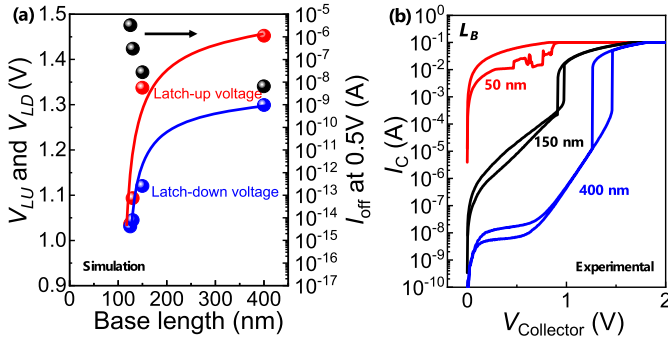 (a)
1.5
1.4
1.3
1.2
1.1
1.0
V_LU and V_LD (V)
Latch-up voltage
Latch-down voltage
Simulation
0 100 200 300 400 500
Base length (nm)
10^-5
10^-6
10^-7
10^-8
10^-9
10^-10
10^-11
10^-12
10^-13
10^-14
10^-15
10^-16
10^-17
I_off at 0.5V (A)
(b)
10^1
10^0
10^-1
10^-2
10^-3
10^-4
10^-5
10^-6
10^-7
10^-8
10^-9
10^-10
I_C (A)
L_B
50 nm
150 nm
400 nm
Experimental
0 1 2
V_Collector (V)